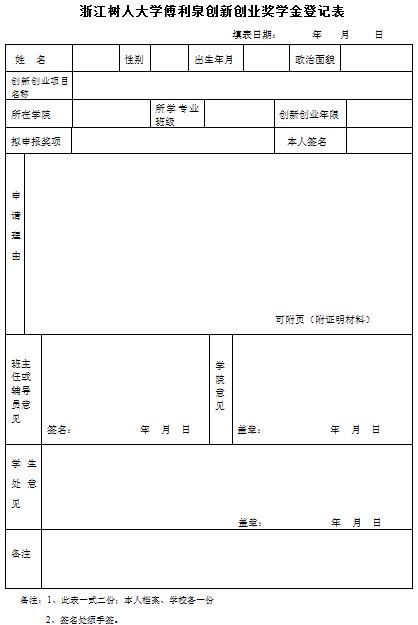 浙江树人大学傅利泉创新创业奖学金登记表
填表日期： 年 月 日
姓 名 性别 出生年月 政治面貌
创新创业项目
名称
所在学院 所学专业
班级 创新创业年限
拟申报奖项 本人签名
申
请
理
由
可附页（附证明材料）
班主
任或
辅导
员意
见
签名： 年 月 日
学
院
意
见
盖章： 年 月 日
学 生
处 意
见
盖章： 年 月 日
备注
备注：1、此表一式二份：本人档案、学校各一份
2、签名处须手签。